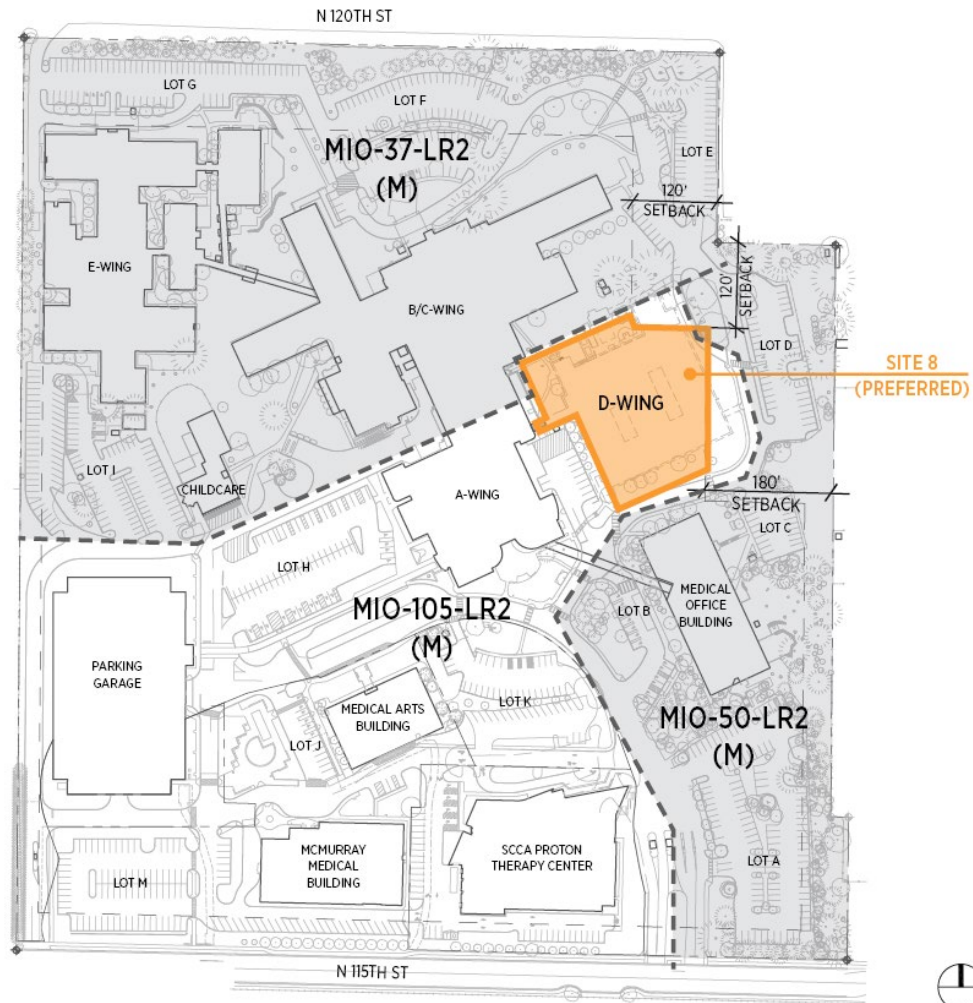 N 120TH ST
LOT G
LOT F
LOT E
MIO-37-LR2
(M)
120'
SETBACK
E-WING
120'
SETBACK
B/C-WING
LOT D
SITE 8
(PREFERRED)
D-WING
LOT I
CHILDCARE
A-WING
180'
SETBACK
LOT C
LOT H
MEDICAL
OFFICE
BUILDING
LOT B
MIO-105-LR2
(M)
PARKING
GARAGE
MEDICAL ARTS
BUILDING
LOT K
MIO-50-LR2
(M)
LOT J
MCMURRAY
MEDICAL
BUILDING
SCCA PROTON
THERAPY CENTER
LOT A
LOT M
N 115TH ST